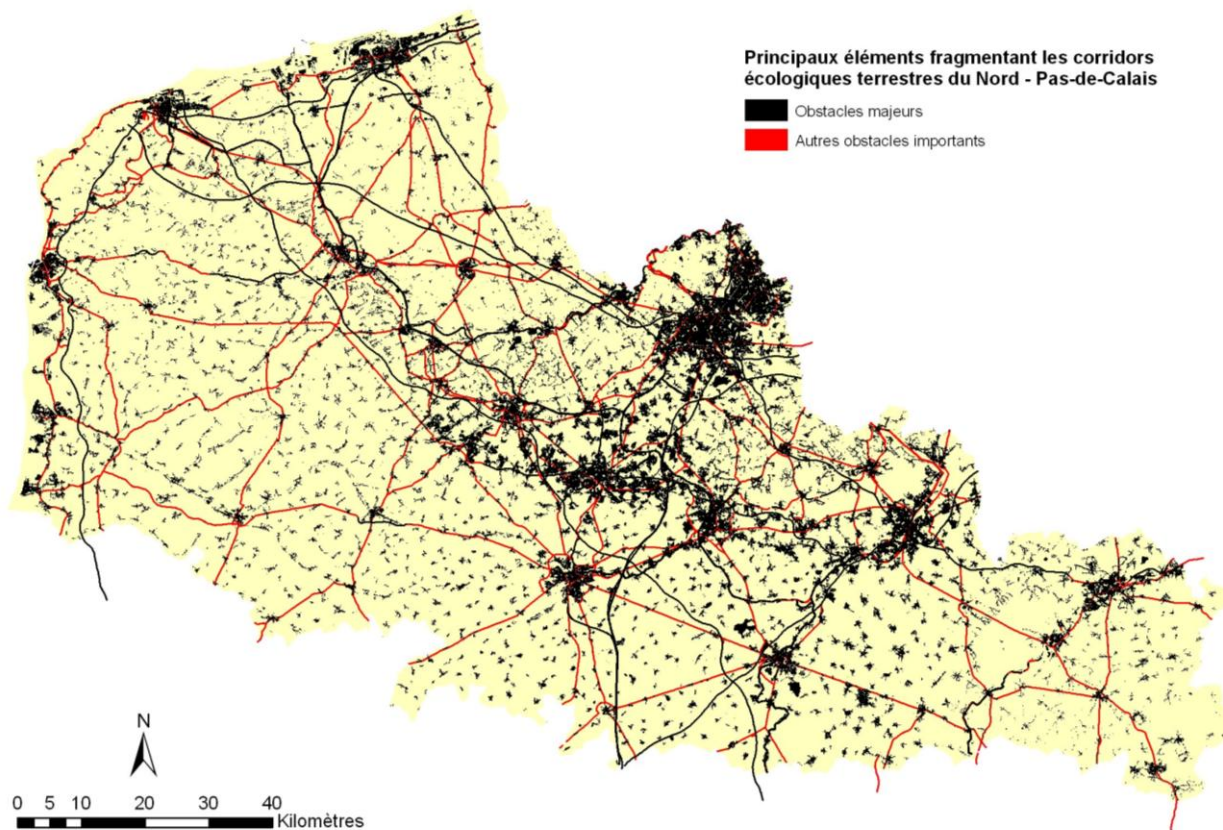 Principaux éléments fragmentant les corridors
écologiques terrestres du Nord - Pas-de-Calais
Obstacles majeurs
Autres obstacles importants
N
0 5 10 20 30 40
Kilomètres